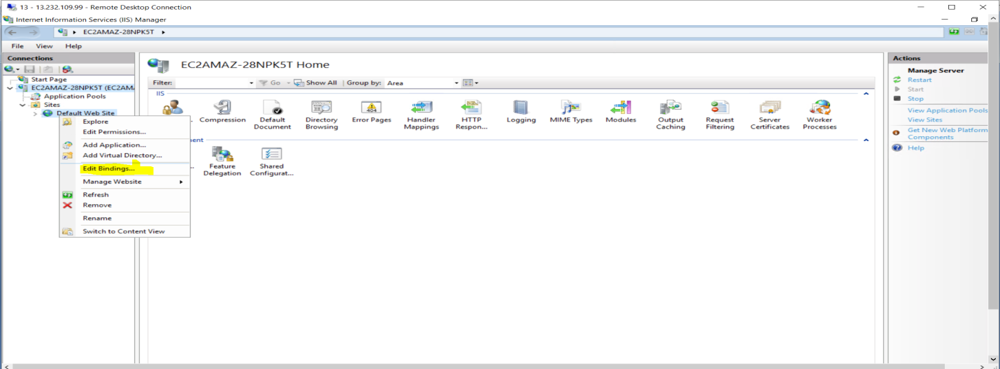 13 - 13.232.109.99 - Remote Desktop Connection
Internet Information Services (IIS) Manager
EC2AMAZ-28NPK5T
File View Help
Connections
Start Page
EC2AMAZ-28NPK5T (EC2AM
Application Pools
Sites
Default Web Site
Explore
Edit Permissions...
Add Application...
Add Virtual Directory...
Edit Bindings...
Manage Website
Refresh
Remove
Rename
Switch to Content View
EC2AMAZ-28NPK5T Home
Filter: Go Show All Group by: Area
IIS
Compression
Default Document
Directory Browsing
Error Pages
404
Handler Mappings
HTTP Respon...
Logging
MIME Types
Modules
Output Caching
Request Filtering
Server Certificates
Worker Processes
ent
Feature Delegation
Shared Configurat...
Actions
Manage Server
Restart
Start
Stop
View Application Pools
View Sites
Get New Web Platform
Components
Help